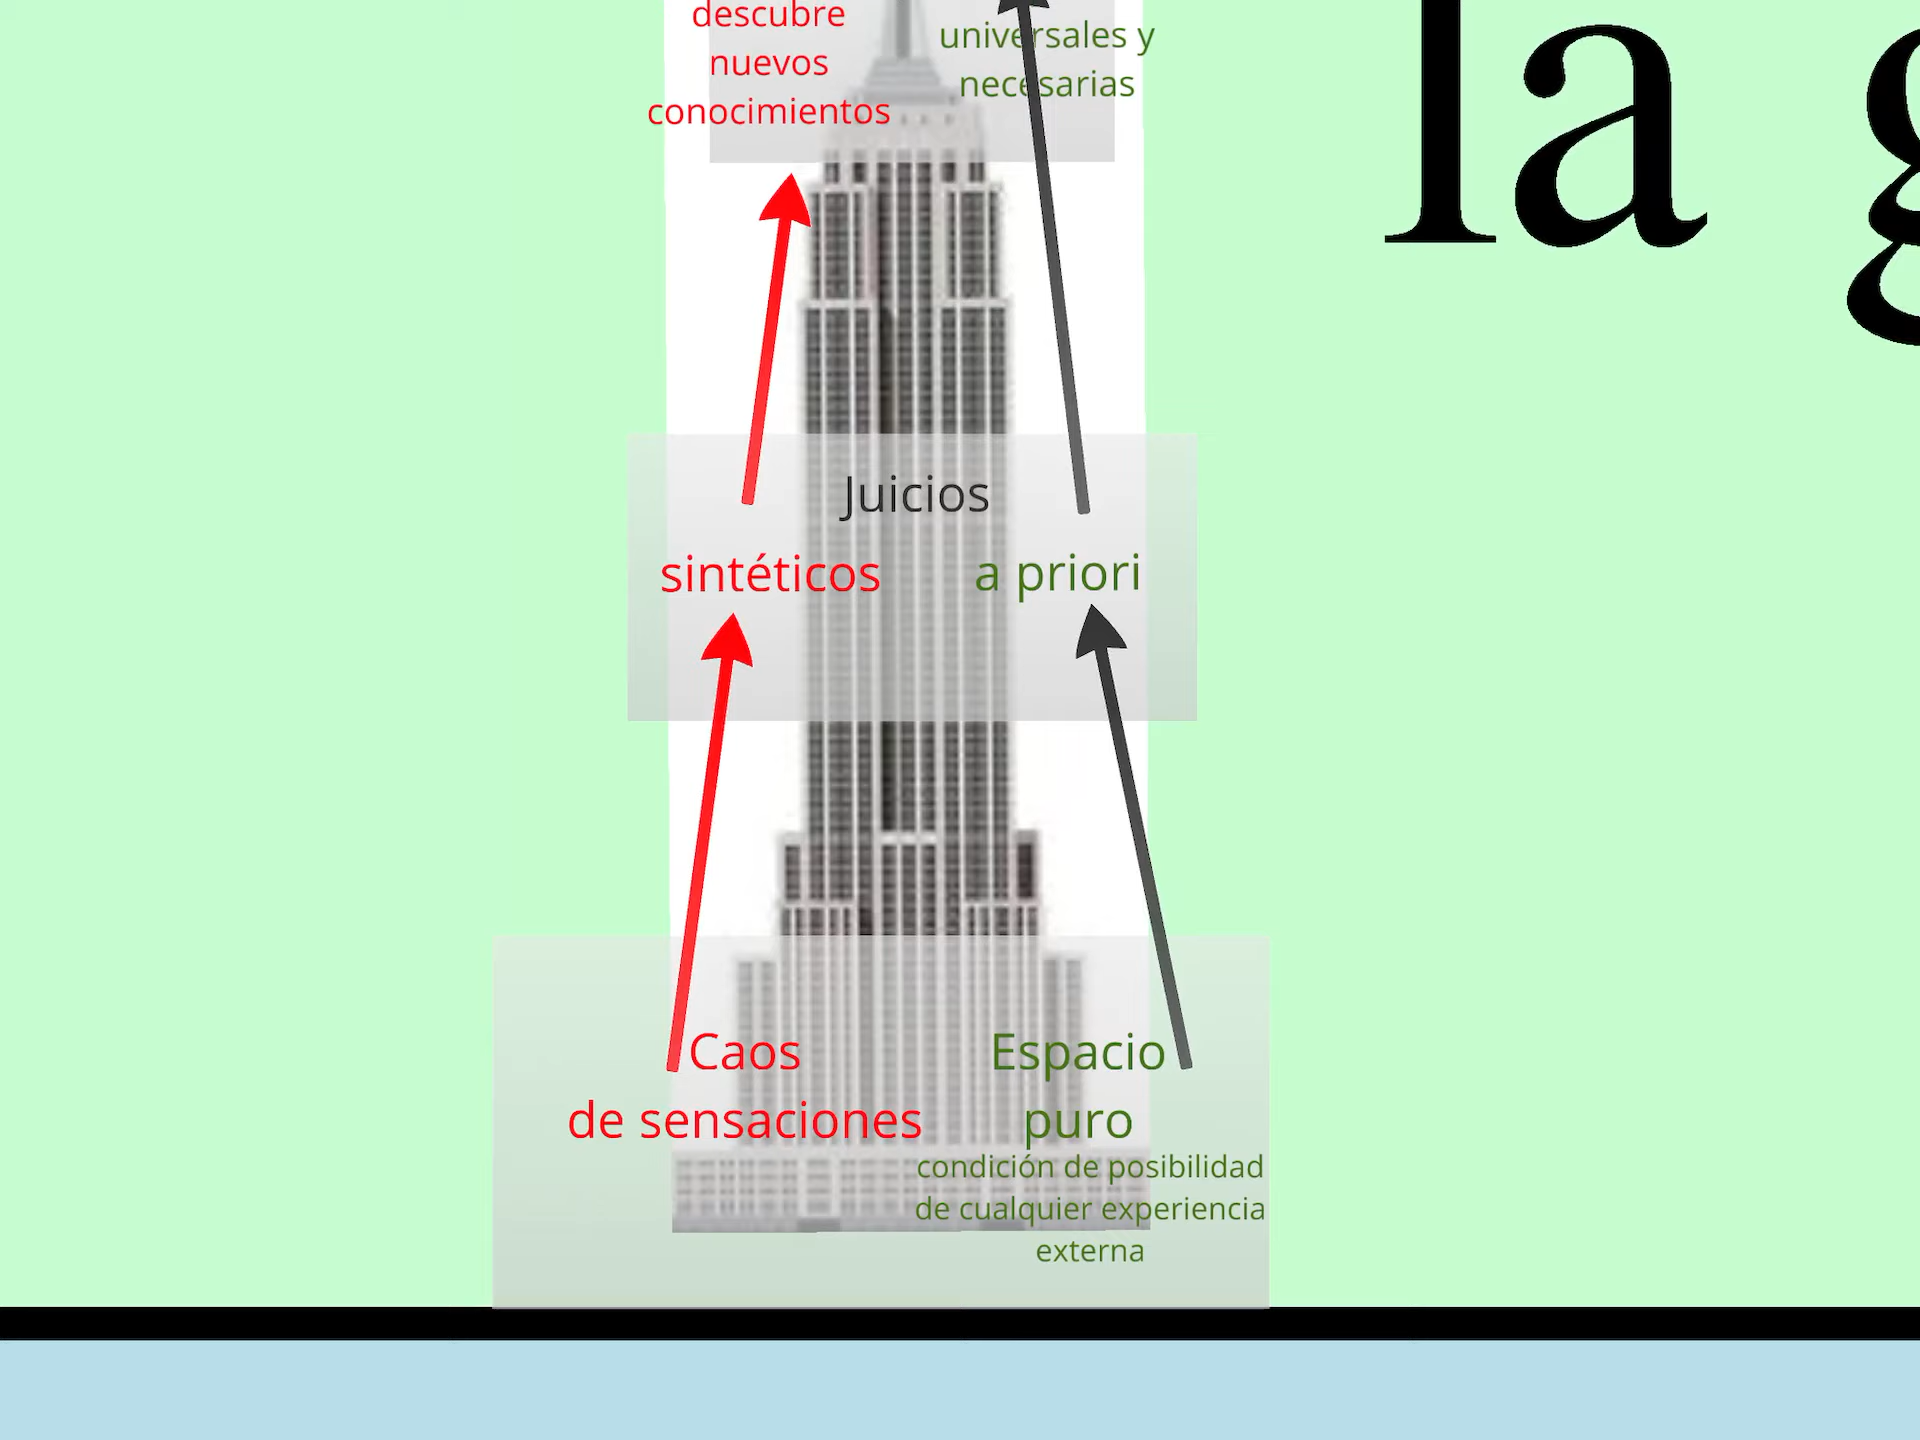 descubre
nuevos
conocimientos
universales y
necesarias
la
Juicios
sintéticos
a priori
Caos
de sensaciones
Espacio
puro
condición de posibilidad
de cualquier experiencia
externa